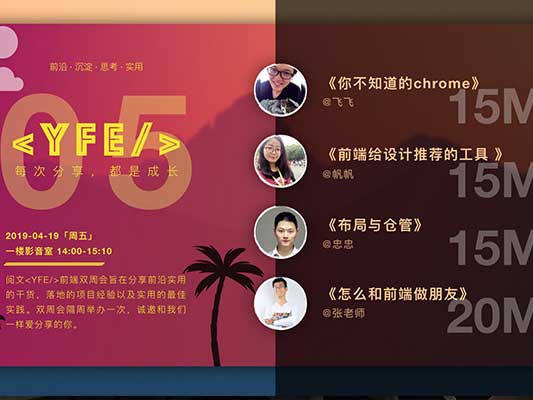 前沿·沉淀·思考·实用
05
<YFE/>
每次分享，都是成长
2019-04-19「周五」
一楼影音室 14:00-15:10
阅文<YFE/>前端双周会旨在分享前沿实用
的干货，落地的项目经验以及实用的最佳
实践。双周会隔周举办一次，诚邀和我们
一样爱分享的你。
《你不知道的chrome》
@飞飞
15M
《前端给设计推荐的工具 》
@帆帆
15M
《布局与仓管》
@忠忠
15M
《怎么和前端做朋友》
@张老师
20M